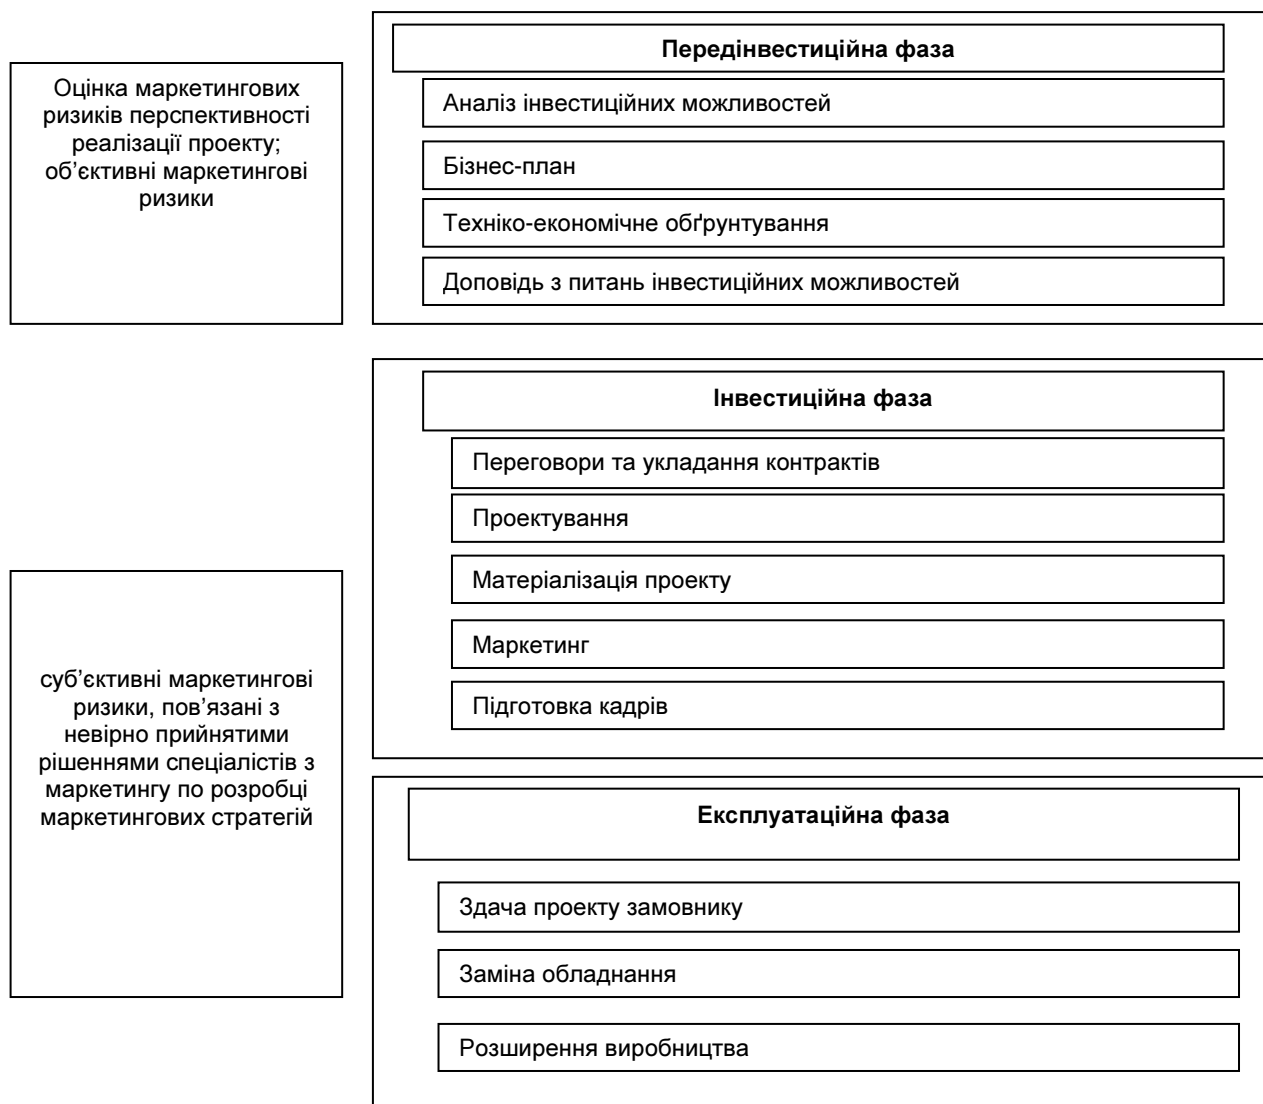 Оцінка маркетингових
ризиків перспективності
реалізації проекту;
об’єктивні маркетингові
ризики
Передінвестиційна фаза
Аналіз інвестиційних можливостей
Бізнес-план
Техніко-економічне обґрунтування
Доповідь з питань інвестиційних можливостей
Інвестиційна фаза
Переговори та укладання контрактів
Проектування
Матеріалізація проекту
Маркетинг
Підготовка кадрів
суб’єктивні маркетингові
ризики, пов’язані з
невірно прийнятими
рішеннями спеціалістів з
маркетингу по розробці
маркетингових стратегій
Експлуатаційна фаза
Здача проекту замовнику
Заміна обладнання
Розширення виробництва